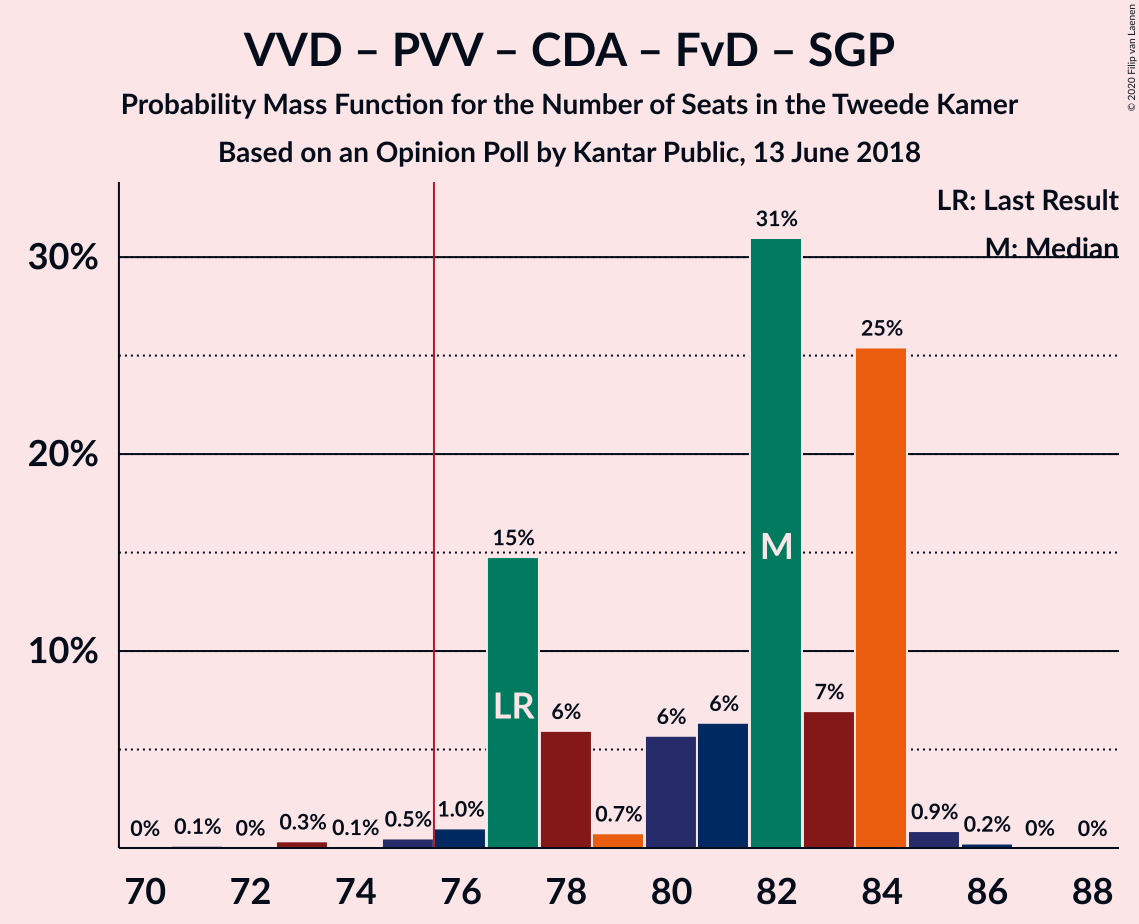 VVD – PVV – CDA – FvD – SGP
Probability Mass Function for the Number of Seats in the Tweede Kamer
Based on an Opinion Poll by Kantar Public, 13 June 2018
© 2020 Filip van Laenen
LR: Last Result
M: Median
30%
20%
10%
0%
0.1%
0%
0.3%
0.1%
0.5%
1.0%
15%
6%
0.7%
6%
6%
31%
7%
25%
0.9%
0.2%
0%
0%
LR
M
70 72 74 76 78 80 82 84 86 88